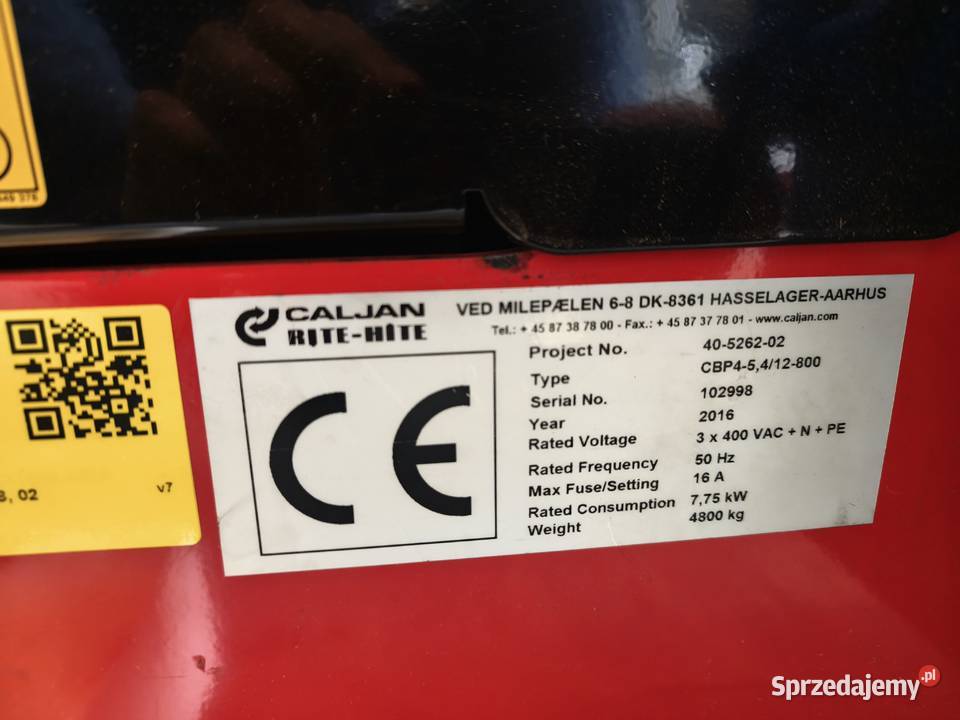 CALJAN
RITE-HITE
VED MILEPÆLEN 6-8 DK-8361 HASSELAGER-AARHUS
Tel.: + 45 87 38 78 00 - Fax.: + 45 87 37 78 01 - www.caljan.com
Project No. 40-5262-02
Type CBP4-5,4/12-800
Serial No. 102998
Year 2016
Rated Voltage 3 x 400 VAC + N + PE
Rated Frequency 50 Hz
Max Fuse/Setting 16 A
Rated Consumption 7,75 kW
Weight 4800 kg
CE
, 02 v7
Sprzedajemy.pl